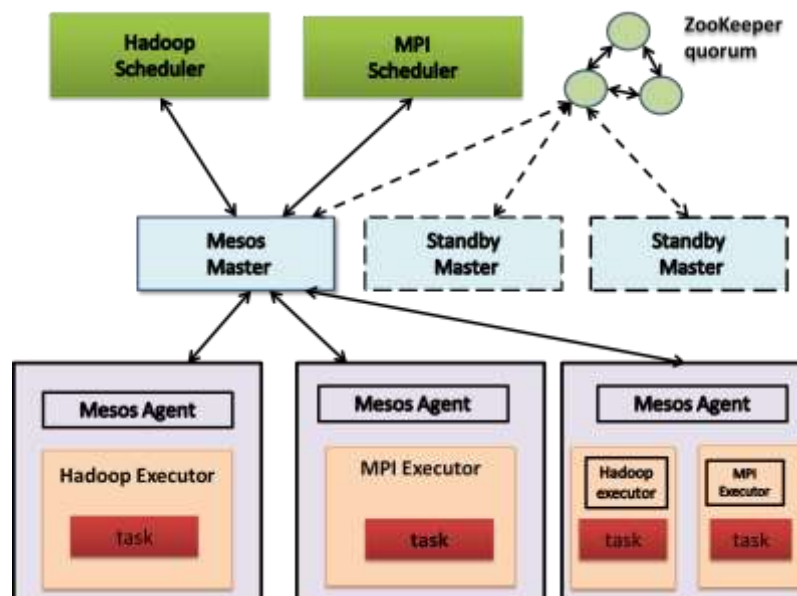 Hadoop
Scheduler
MPI
Scheduler
ZooKeeper
quorum
Mesos
Master
Standby
Master
Standby
Master
Mesos Agent
Mesos Agent
Mesos Agent
Hadoop Executor
task
MPI Executor
task
Hadoop
executor
task
MPI
Executor
task